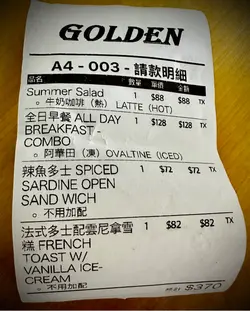 GOLDEN
A4 - 003 - 請款明細
品名 數量 單價 金額
Summer Salad 1 $88 $88 TX
。牛奶咖啡（熱） LATTE (HOT)
全日早餐 ALL DAY 1 $128 $128 TX
BREAKFAST -
COMBO
。阿華田（凍）OVALTINE (ICED)
辣魚多士 SPICED 1 $72 $72 TX
SARDINE OPEN
SAND WICH
。不用加配
法式多士配雲尼拿雪 1 $82 $82 TX
糕 FRENCH
TOAST W/
VANILLA ICE-
CREAM
。不用加配
$370